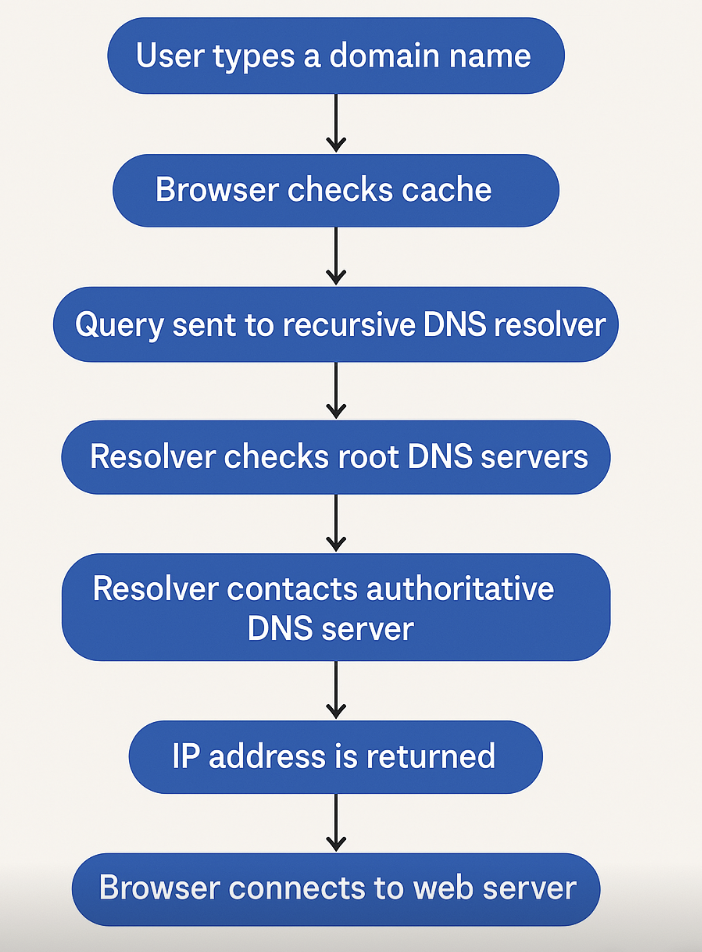 User types a domain name
Browser checks cache
Query sent to recursive DNS resolver
Resolver checks root DNS servers
Resolver contacts authoritative
DNS server
IP address is returned
Browser connects to web server